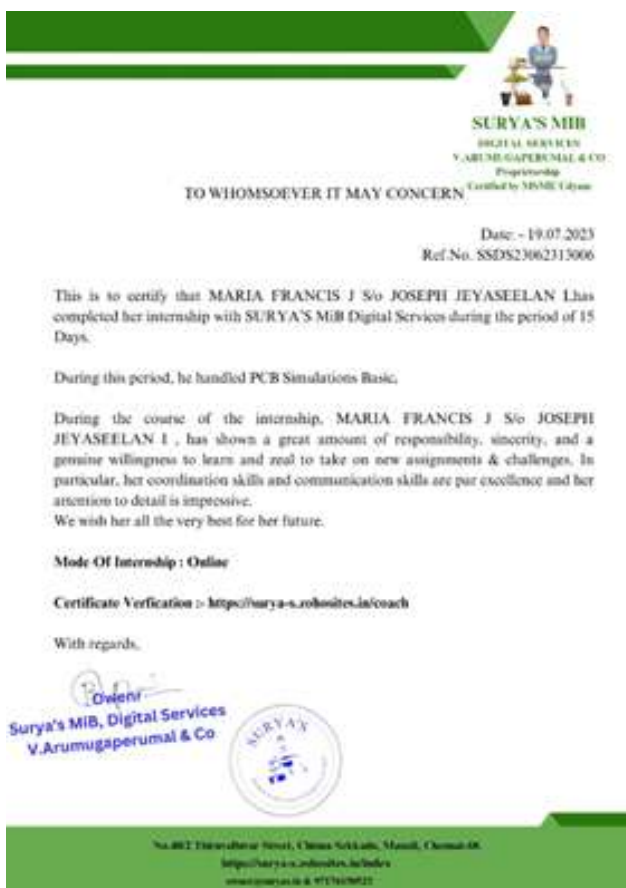 SURYA'S MIB
DIGITAL SERVICES
V.ARUMUGAPERUMAL & CO
Proprietorship
Certified by MSME Udyam
TO WHOMSOEVER IT MAY CONCERN
Date: - 19.07.2023
Ref.No. SSDS23062313006
This is to certify that MARIA FRANCIS J S/o JOSEPH JEYASEELAN I.has
completed her internship with SURYA'S MiB Digital Services during the period of 15
Days.
During this period, he handled PCB Simulations Basic.
During the course of the internship, MARIA FRANCIS J S/o JOSEPH
JEYASEELAN I , has shown a great amount of responsibility, sincerity, and a
genuine willingness to learn and zeal to take on new assignments & challenges. In
particular, her coordination skills and communication skills are par excellence and her
attention to detail is impressive.
We wish her all the very best for her future.
Mode Of Internship : Online
Certificate Verfication :- https://surya-s.zohosites.in/coach
With regards,
Owenr
Surya's MiB, Digital Services
V.Arumugaperumal & Co
SURYA'S
Street, Chinna Sekkadu, Manali, Chennai-68
https://surya-s.zohosites.in/index